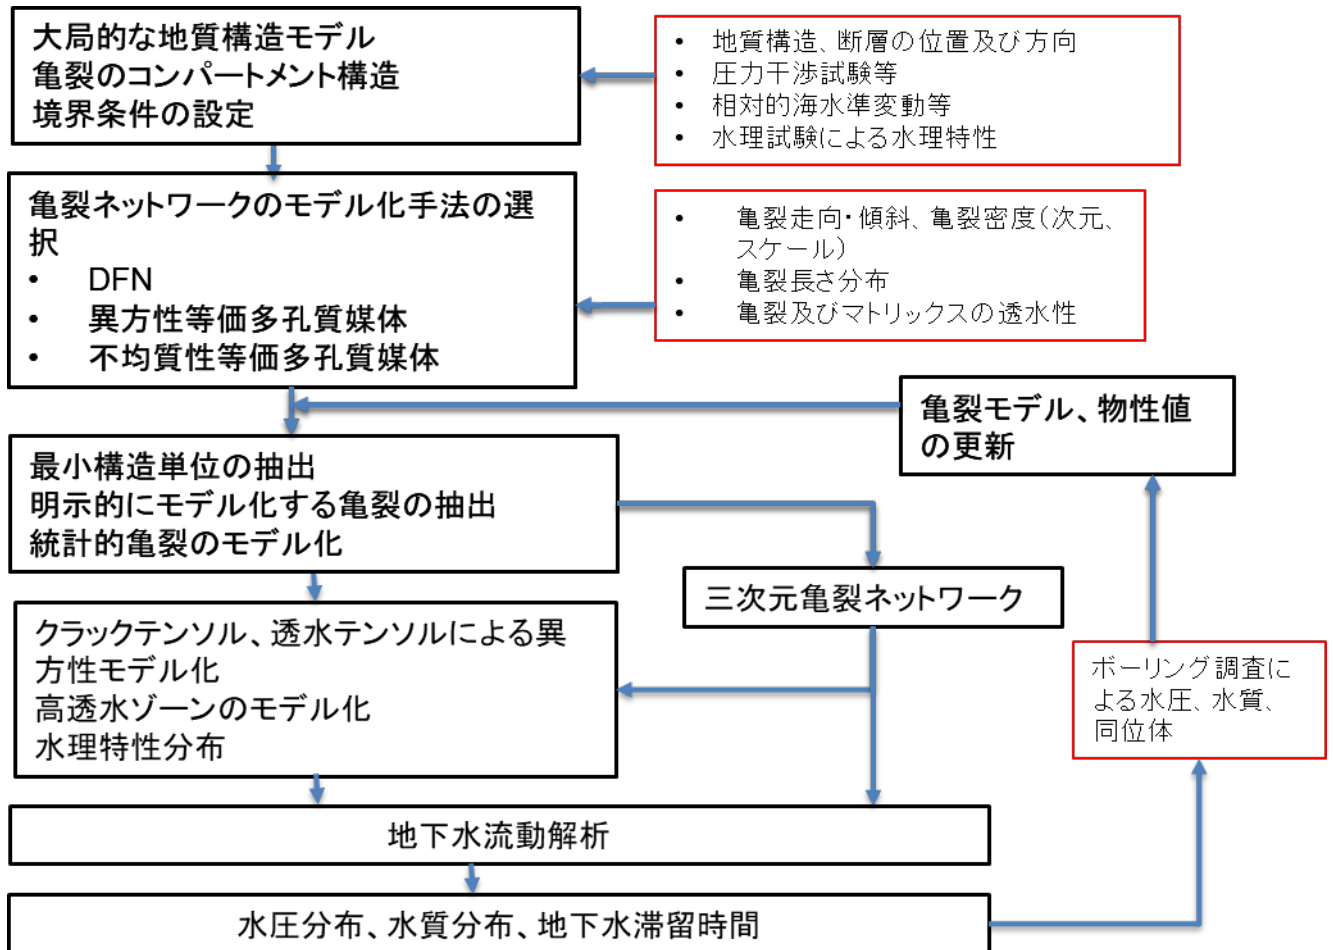 大局的な地質構造モデル
亀裂のコンパートメント構造
境界条件の設定
• 地質構造、断層の位置及び方向
• 圧力干渉試験等
• 相対的海水準変動等
• 水理試験による水理特性
亀裂ネットワークのモデル化手法の選
択
• DFN
• 異方性等価多孔質媒体
• 不均質性等価多孔質媒体
• 亀裂走向・傾斜、亀裂密度(次元、
スケール)
• 亀裂長さ分布
• 亀裂及びマトリックスの透水性
亀裂モデル、物性値
の更新
最小構造単位の抽出
明示的にモデル化する亀裂の抽出
統計的亀裂のモデル化
三次元亀裂ネットワーク
クラックテンソル、透水テンソルによる異
方性モデル化
高透水ゾーンのモデル化
水理特性分布
ボーリング調査に
よる水圧、水質、
同位体
地下水流動解析
水圧分布、水質分布、地下水滞留時間